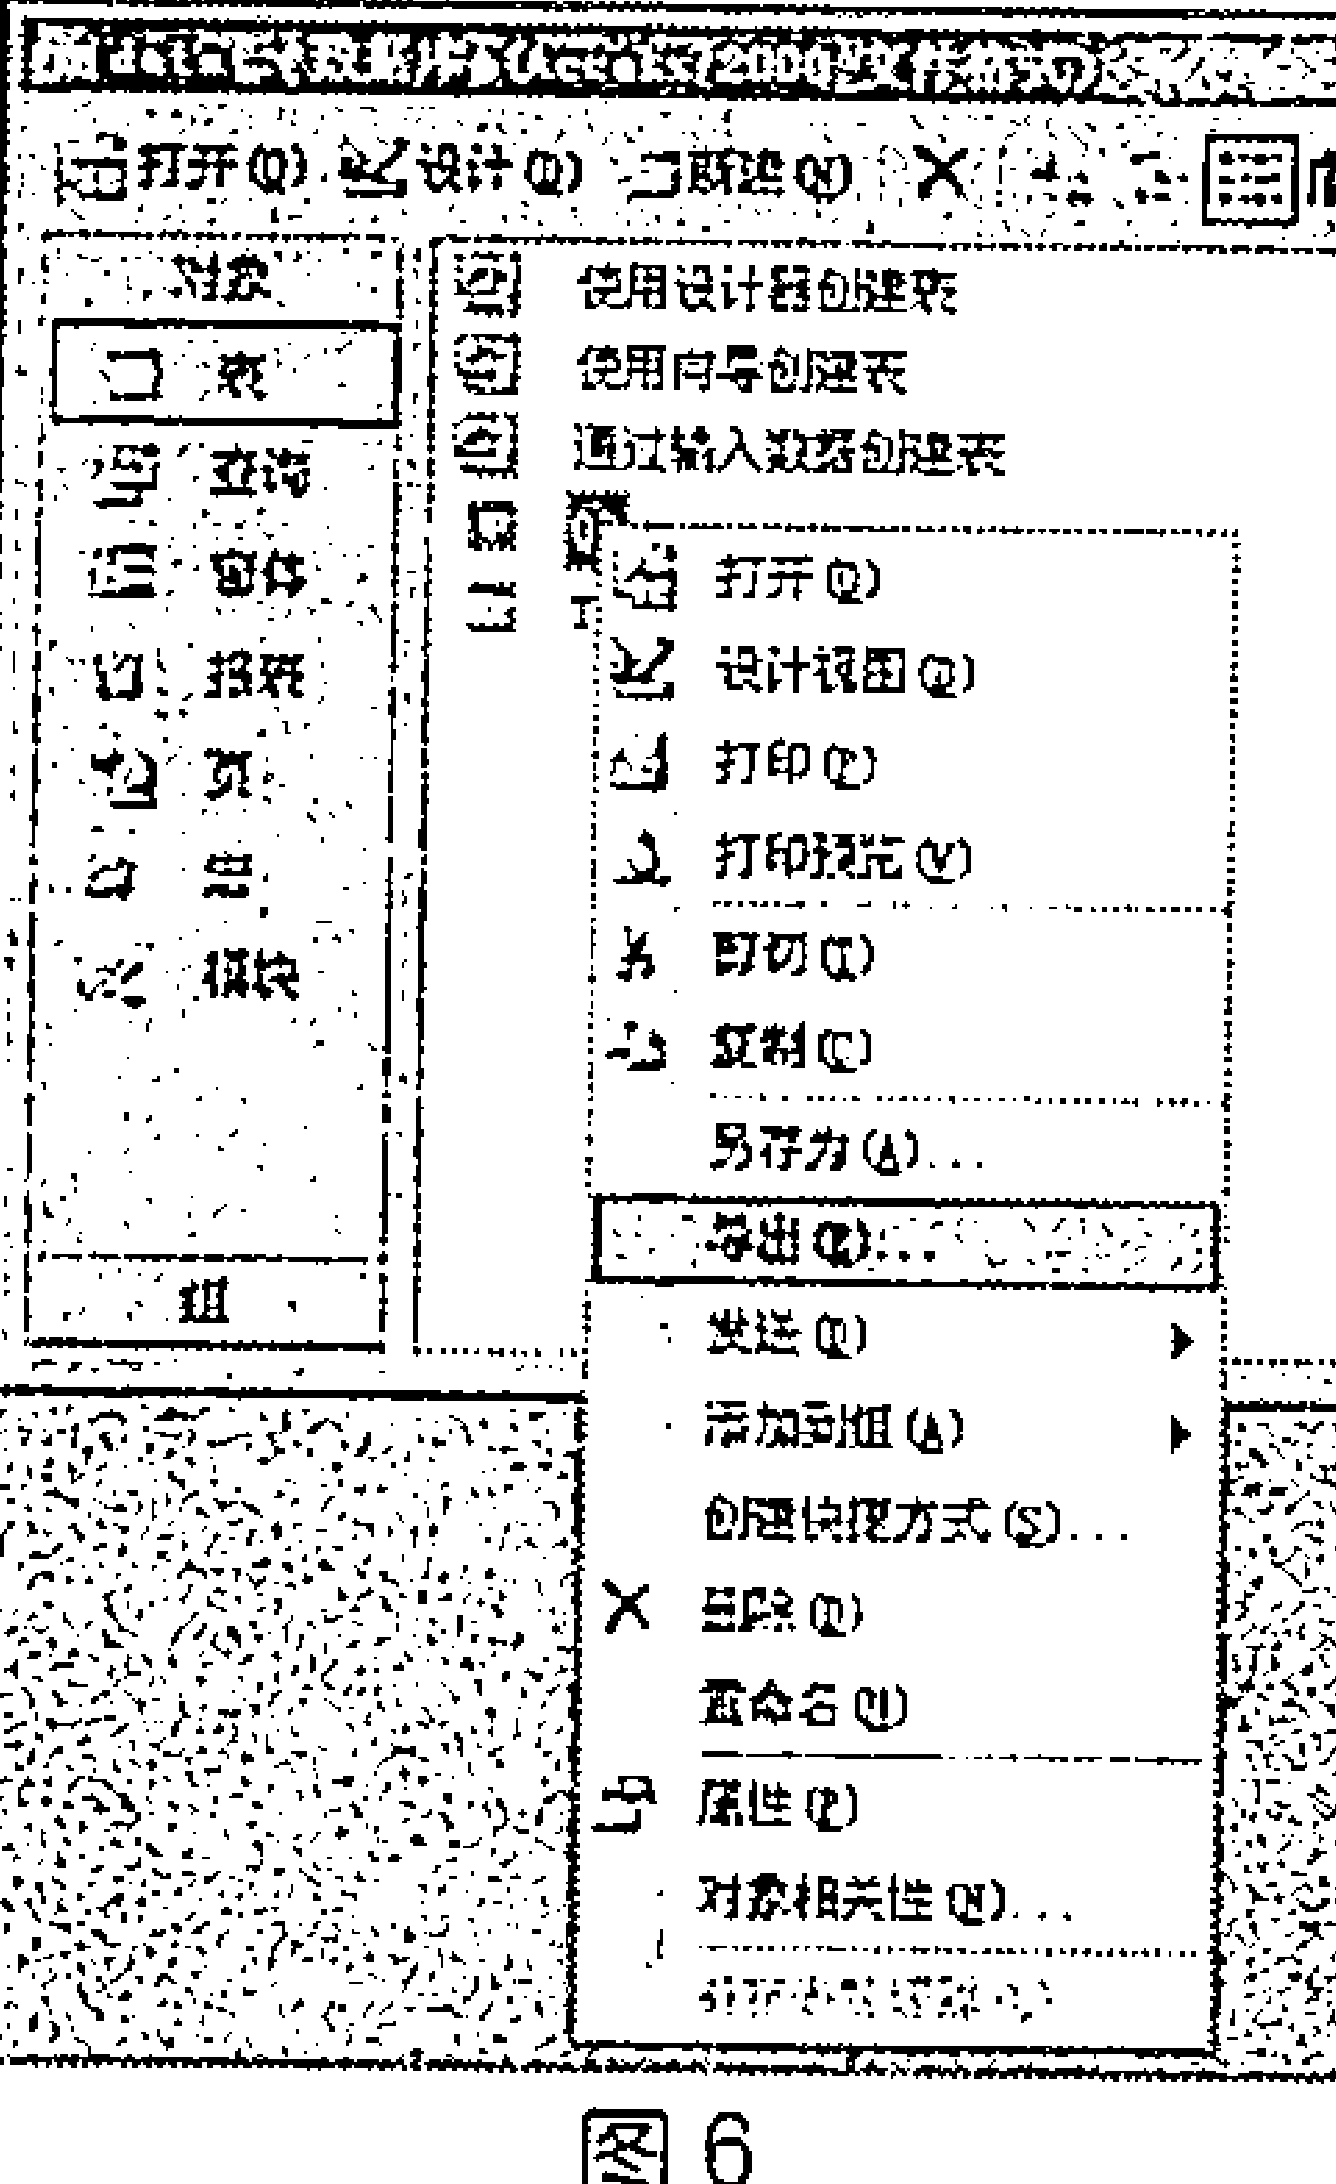 打开(O) 设计(D) 新建(N)
对象
表
查询
窗体
报表
页
宏
模块
组
使用设计器创建表
使用向导创建表
通过输入数据创建表
打开(O)
设计视图(D)
打印(P)
打印预览(V)
剪切(T)
复制(C)
另存为(A)...
导出(E)...
发送(D)
添加到组(A)
创建快捷方式(S)...
删除(D)
重命名(M)
属性(P)
对象相关性(N)...
图 6